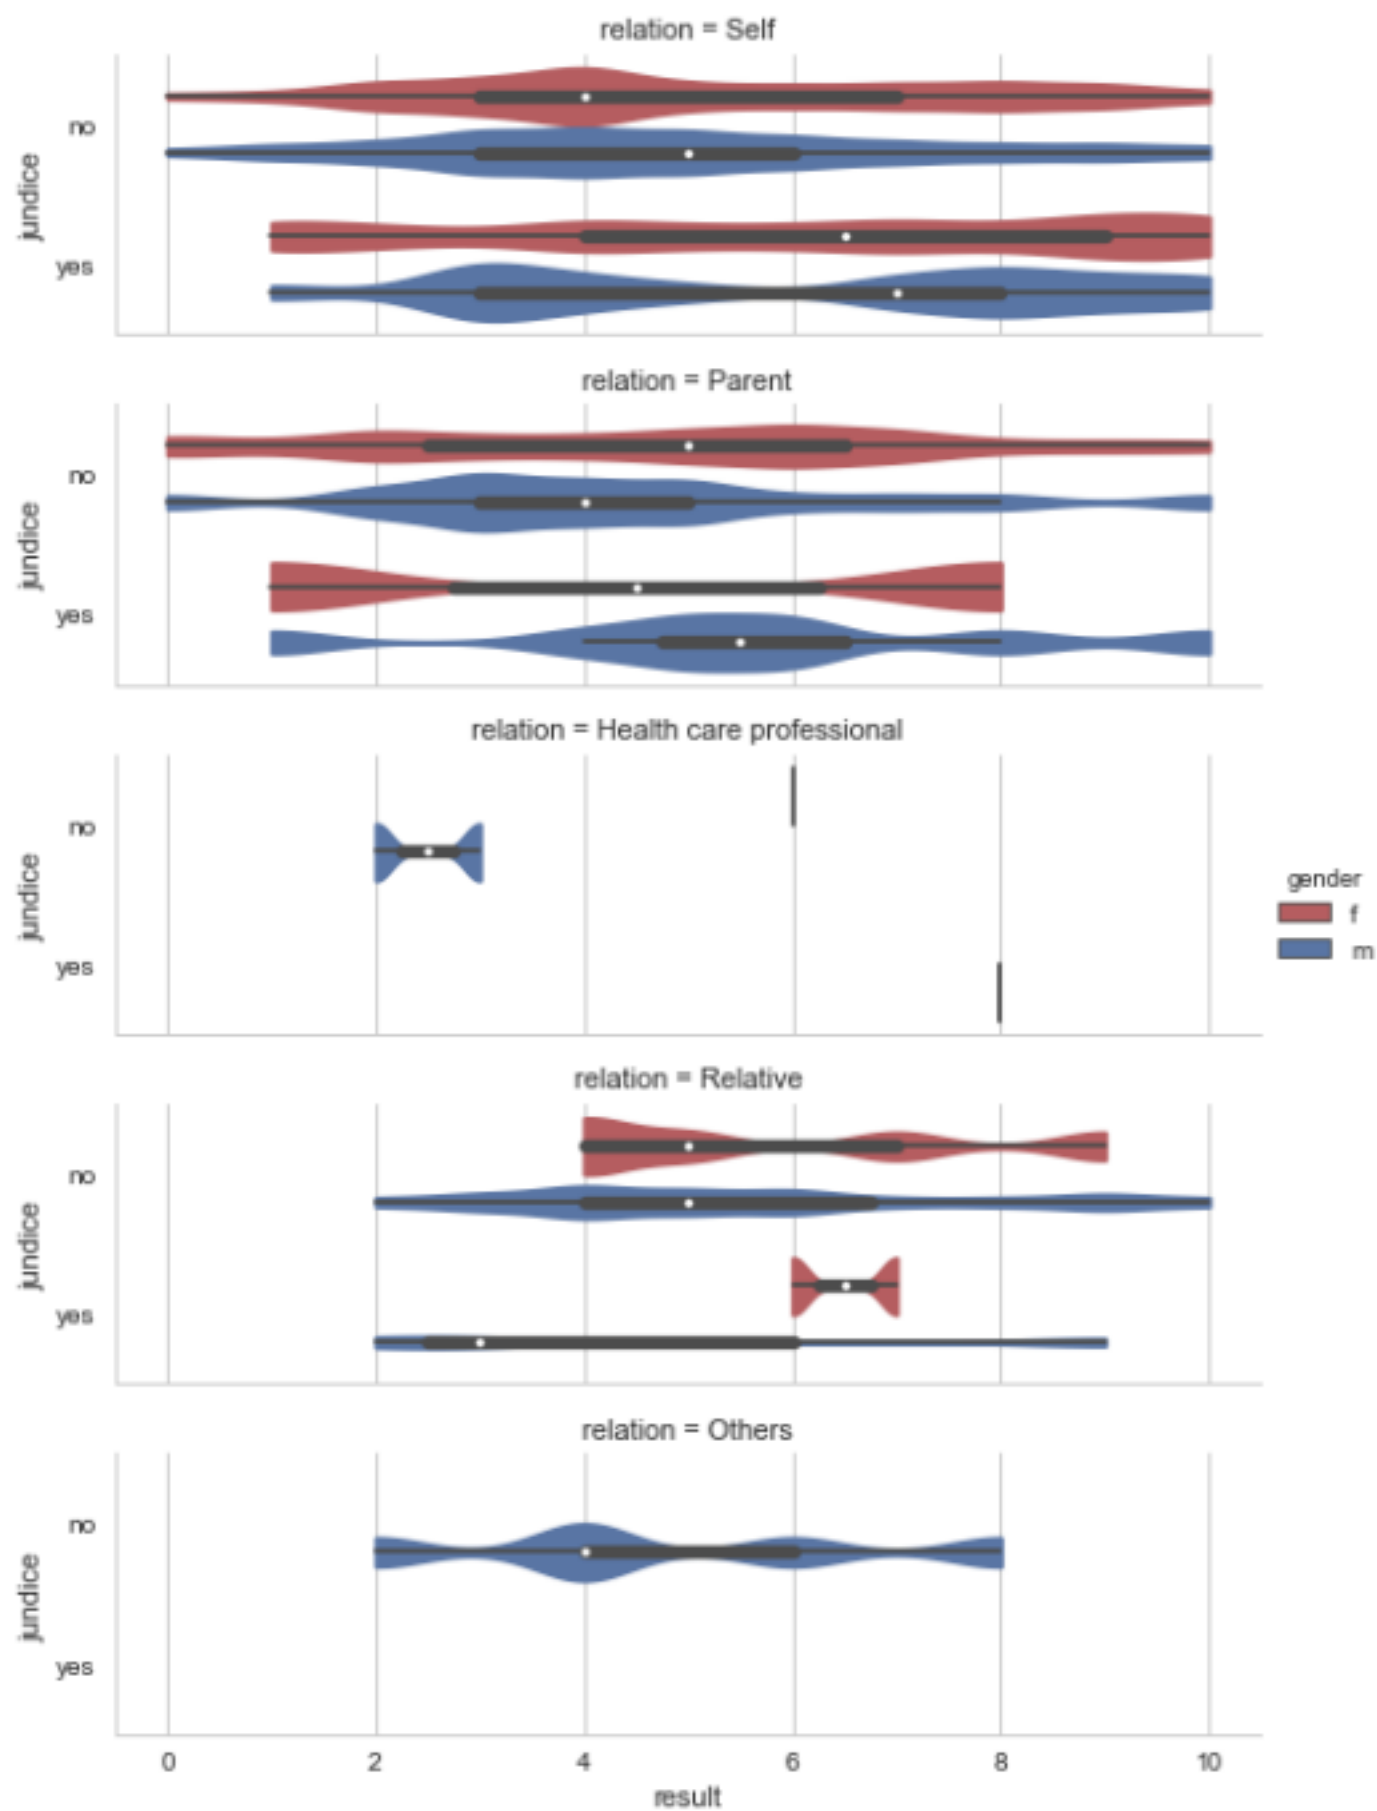 relation = Self
no
yes
jundice
relation = Parent
no
yes
jundice
relation = Health care professional
no
yes
jundice
gender
f
m
relation = Relative
no
yes
jundice
relation = Others
no
yes
jundice
0 2 4 6 8 10
result